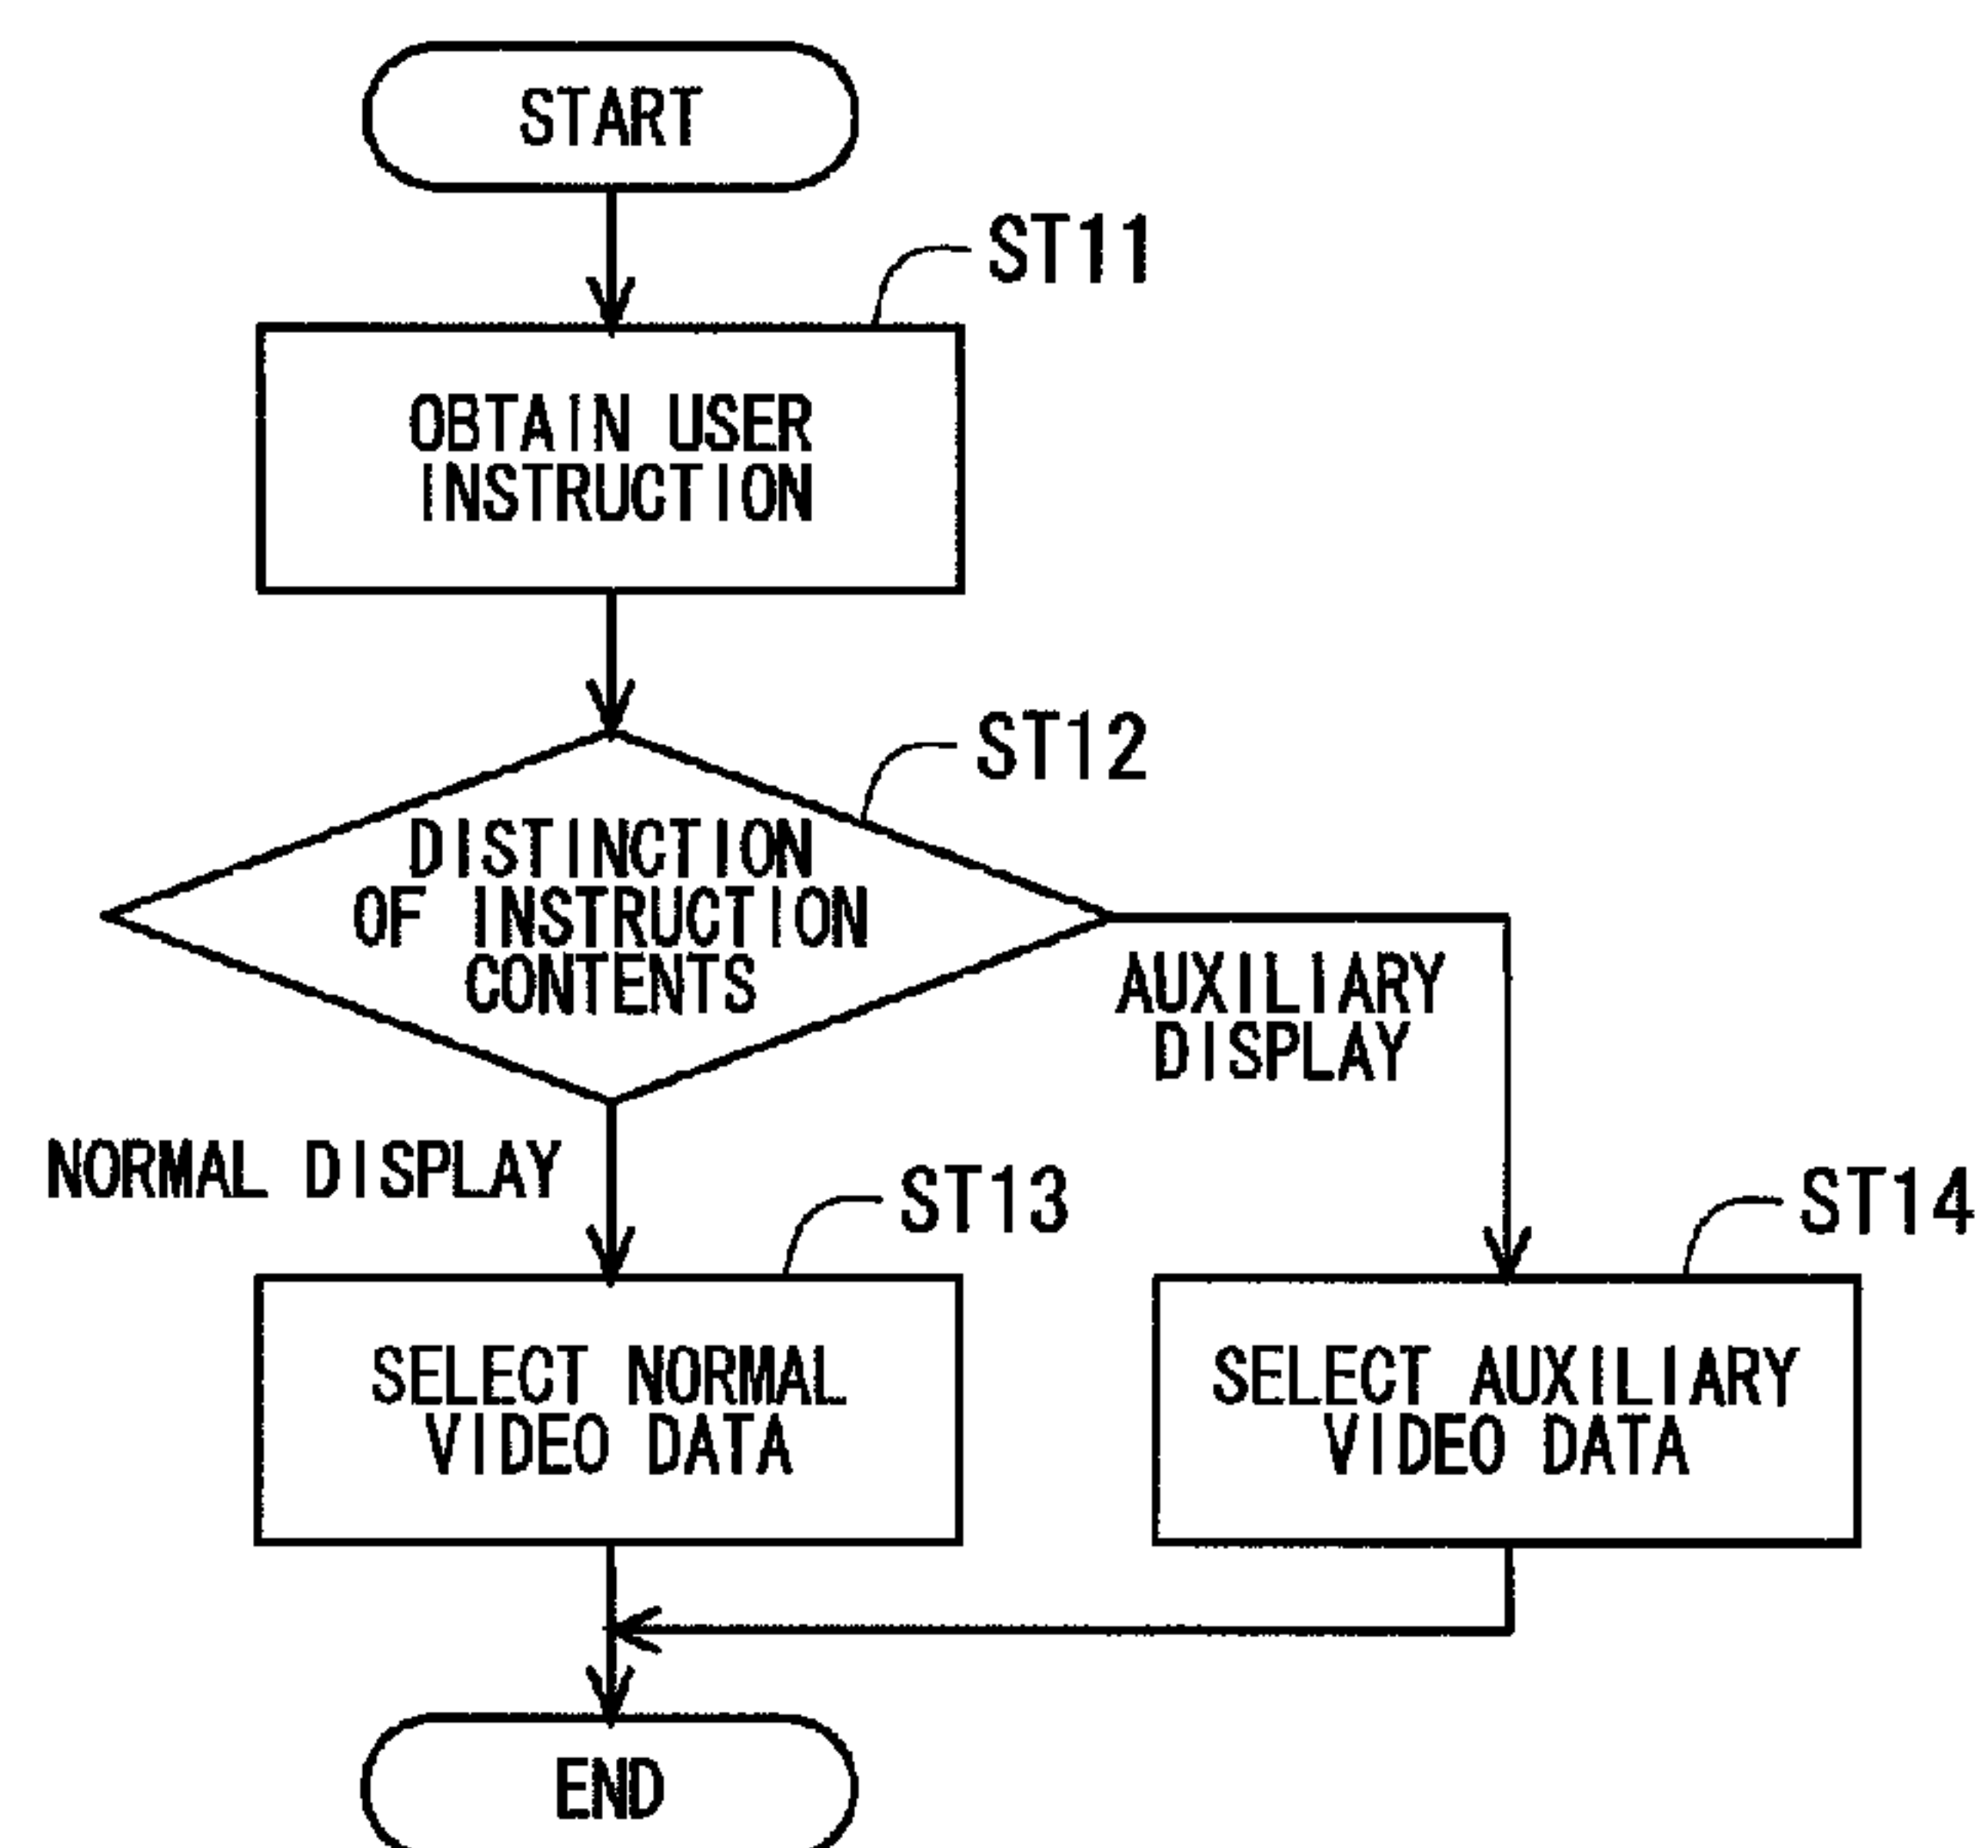 START
ST11
OBTAIN USER
INSTRUCTION
ST12
DISTINCTION
OF INSTRUCTION
CONTENTS
AUXILIARY
DISPLAY
NORMAL DISPLAY
ST13
ST14
SELECT NORMAL
VIDEO DATA
SELECT AUXILIARY
VIDEO DATA
END